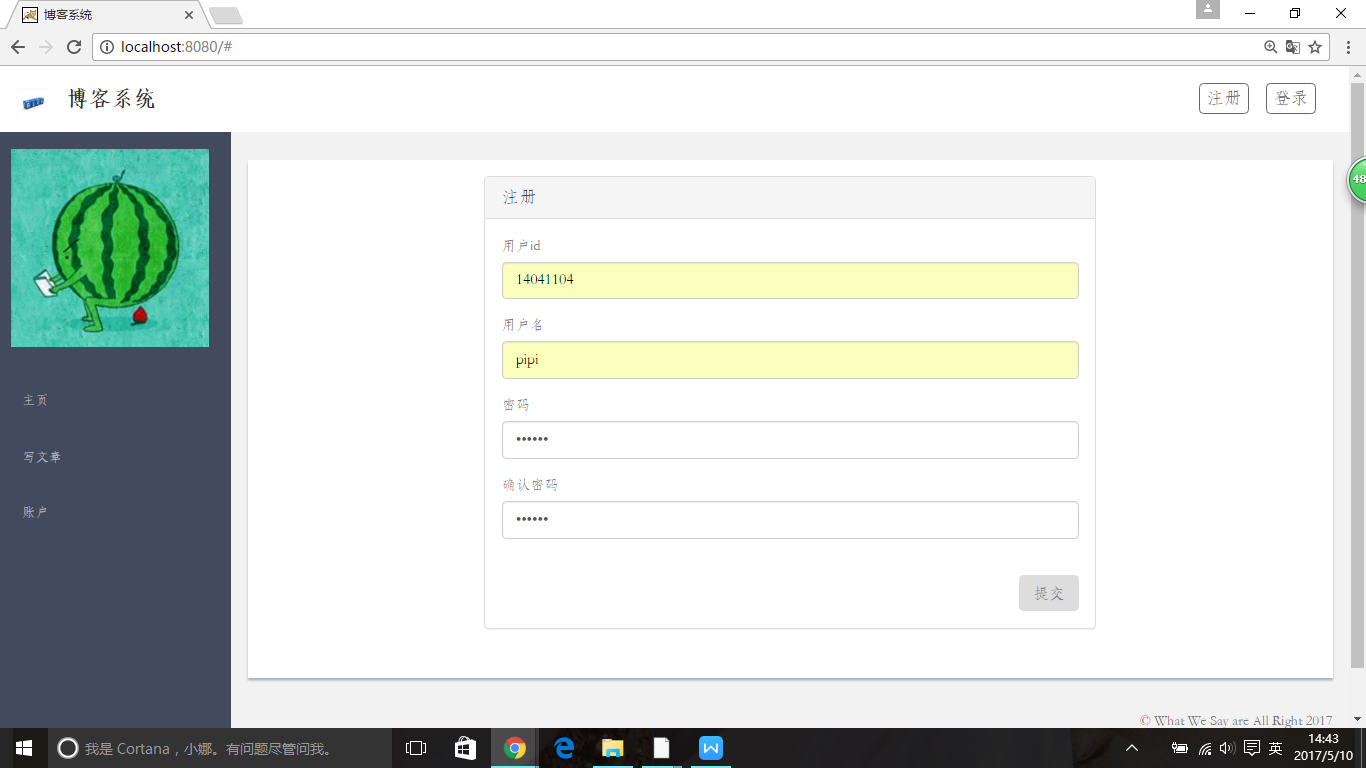 博客系统
localhost:8080/#
博客系统
注册
登录
主页
写文章
账户
注册
用户id
14041104
用户名
pipi
密码
••••••
确认密码
••••••
提交
48
© What We Say are All Right 2017
我是 Cortana，小娜。有问题尽管问我。
英
14:43
2017/5/10